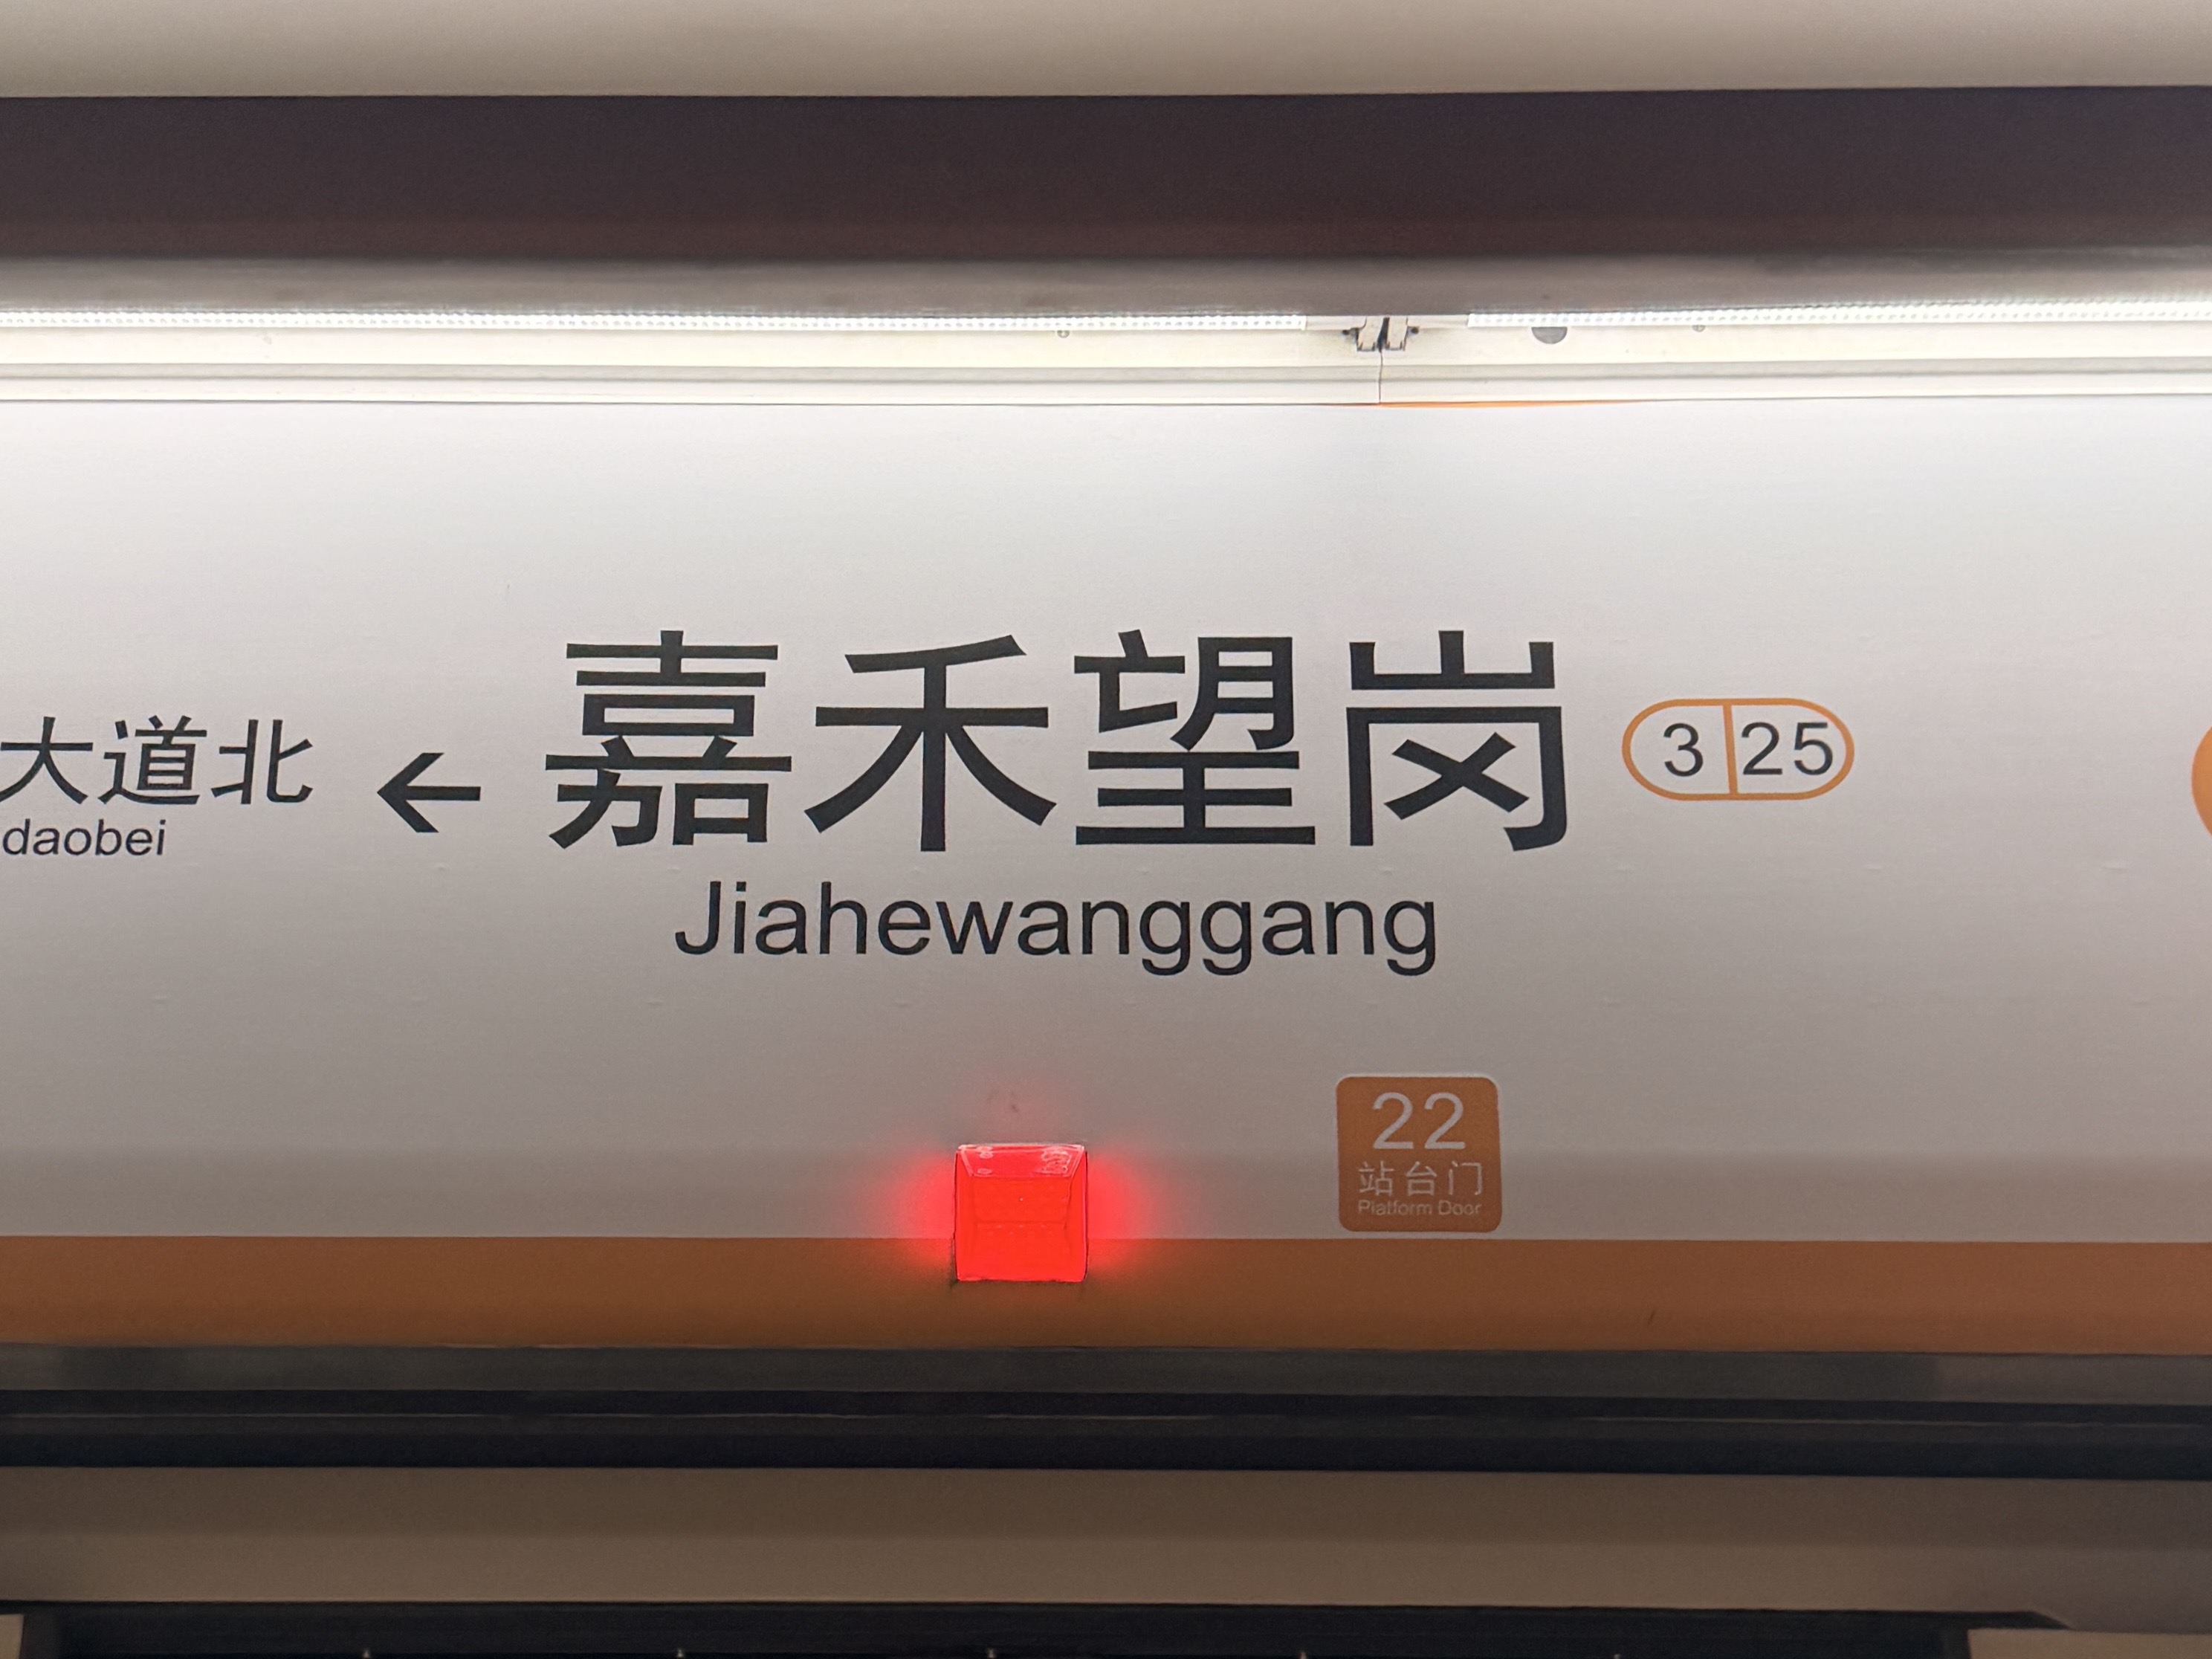 大道北 ← 嘉禾望岗 3 25
daobei
Jiahewanggang
22
站台门
Platform Door